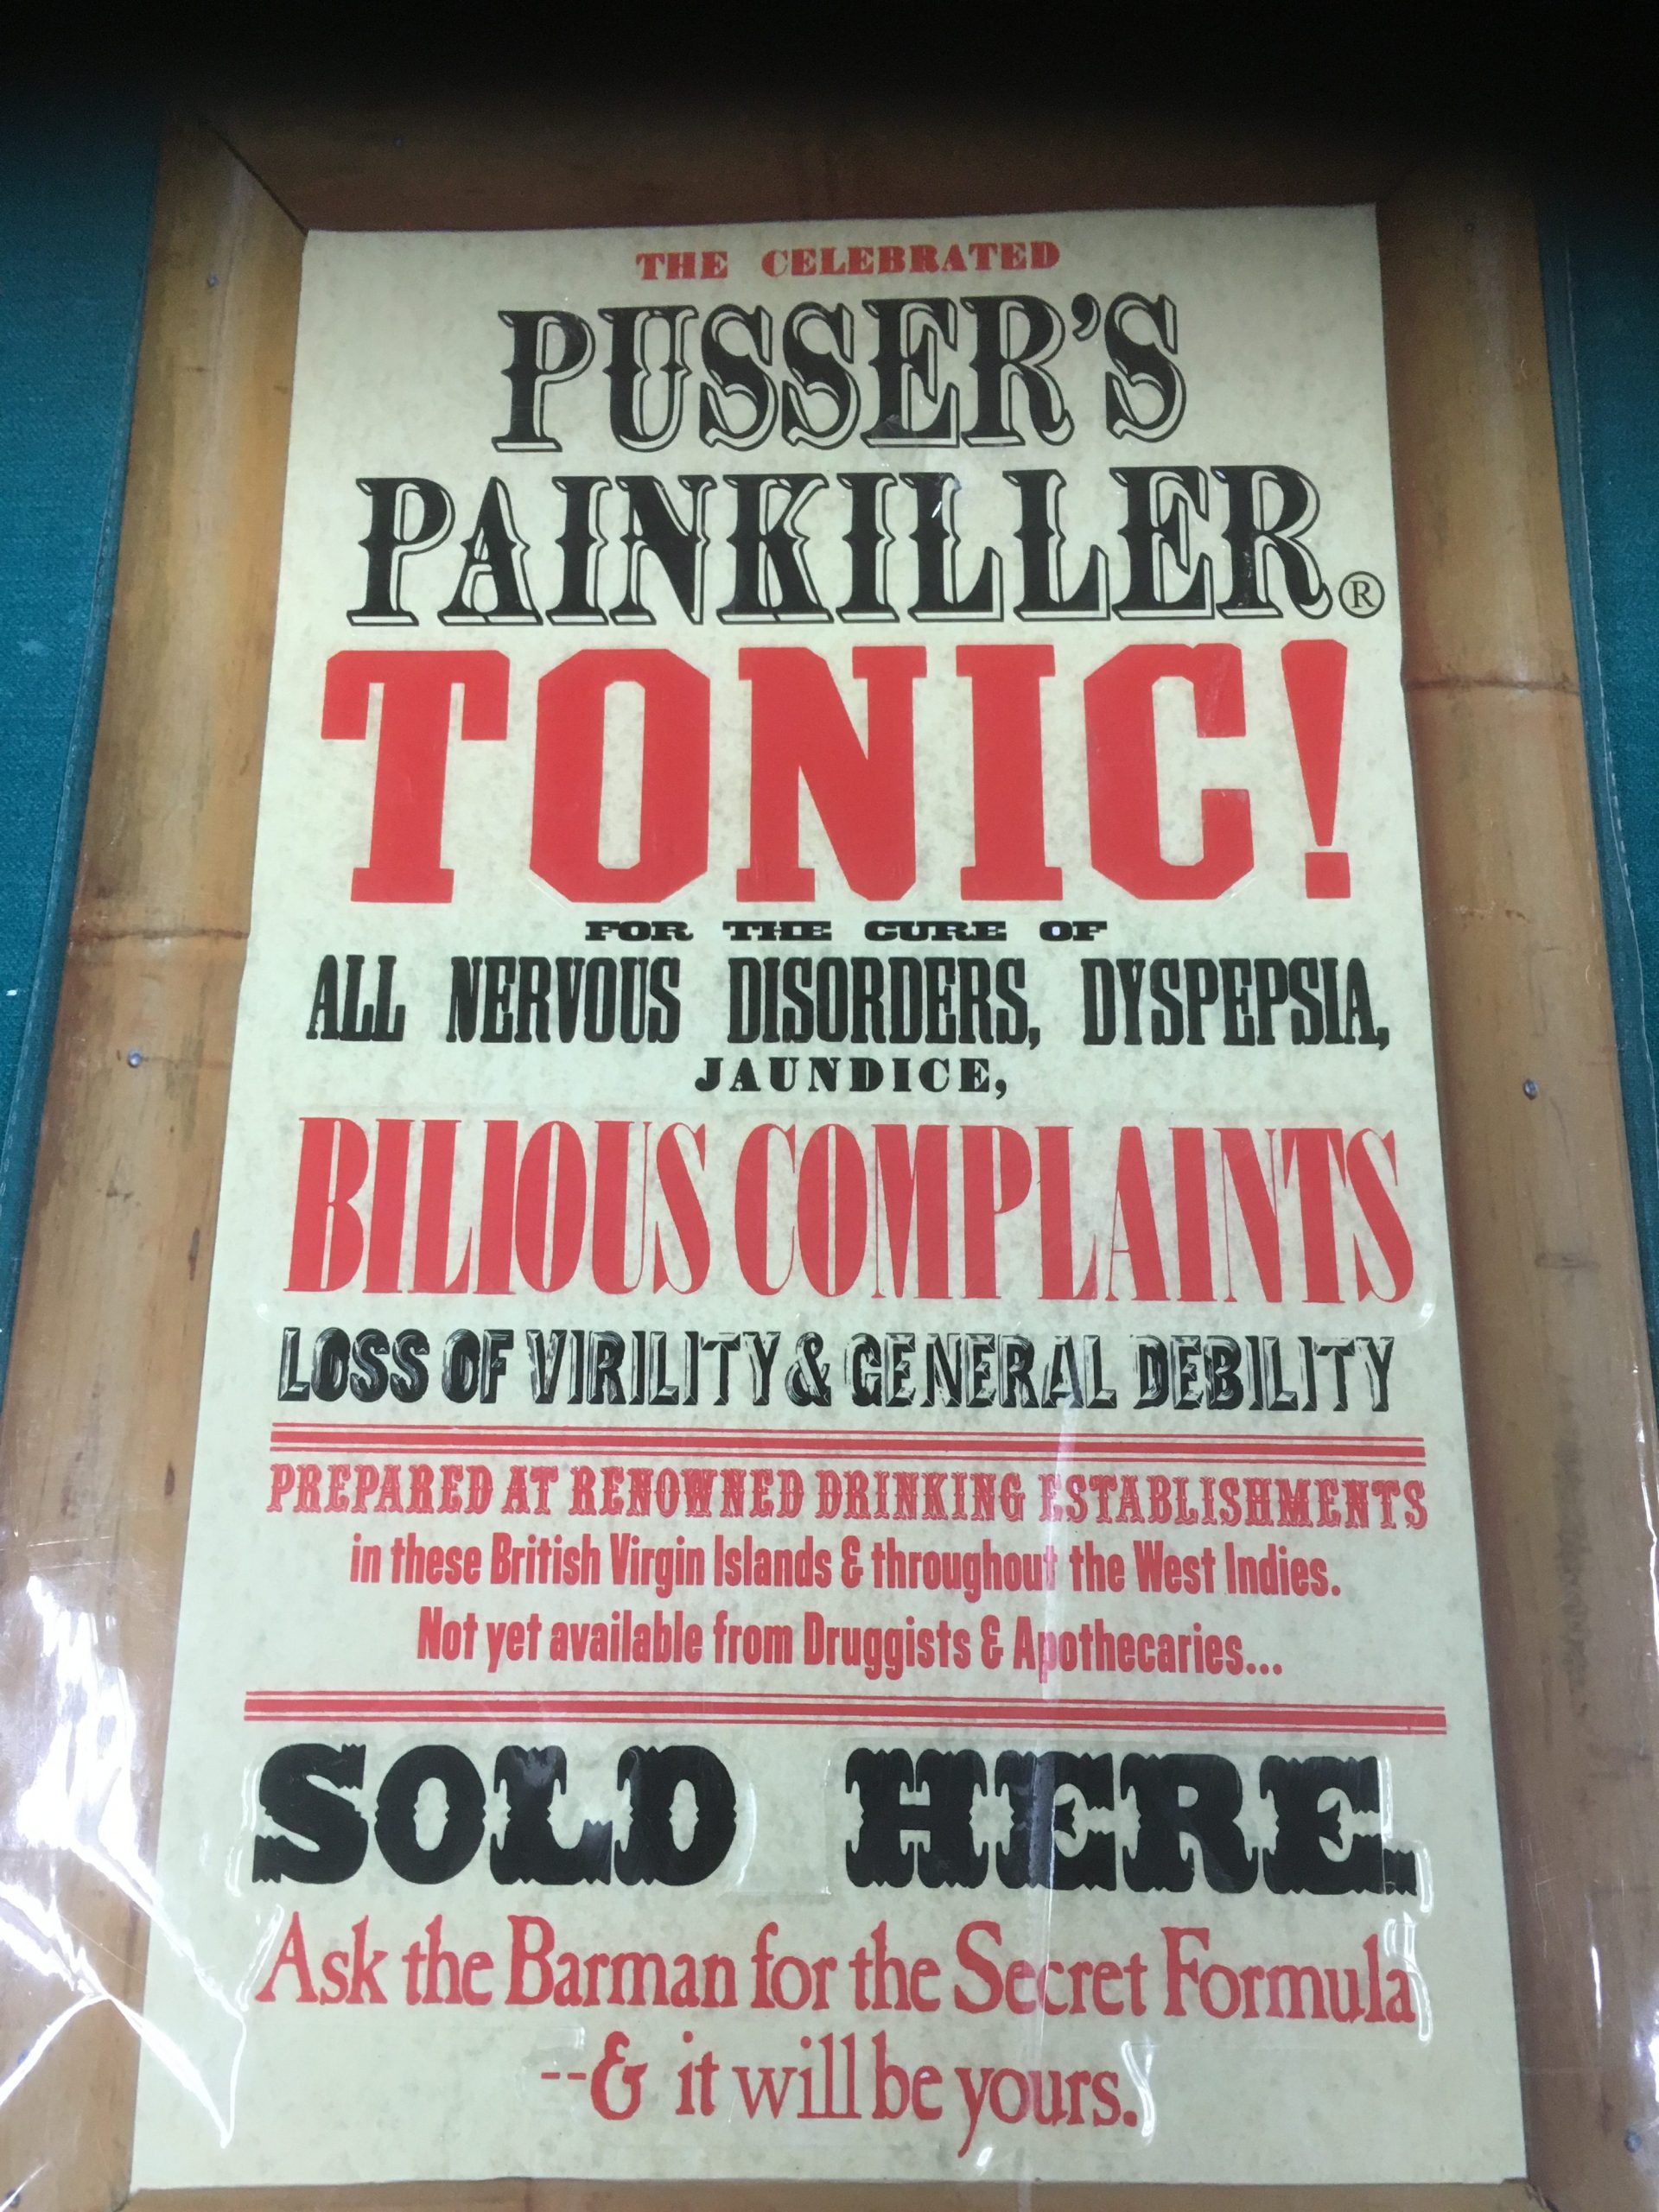 THE CELEBRATED
PUSSER'S
PAINKILLER®
TONIC!
FOR THE CURE OF
ALL NERVOUS DISORDERS, DYSPEPSIA,
JAUNDICE,
BILIOUS COMPLAINTS
LOSS OF VIRILITY & GENERAL DEBILITY
PREPARED AT RENOWNED DRINKING ESTABLISHMENTS
in these British Virgin Islands & throughout the West Indies.
Not yet available from Druggists & Apothecaries...
SOLD HERE.
Ask the Barman for the Secret Formula
--& it will be yours.